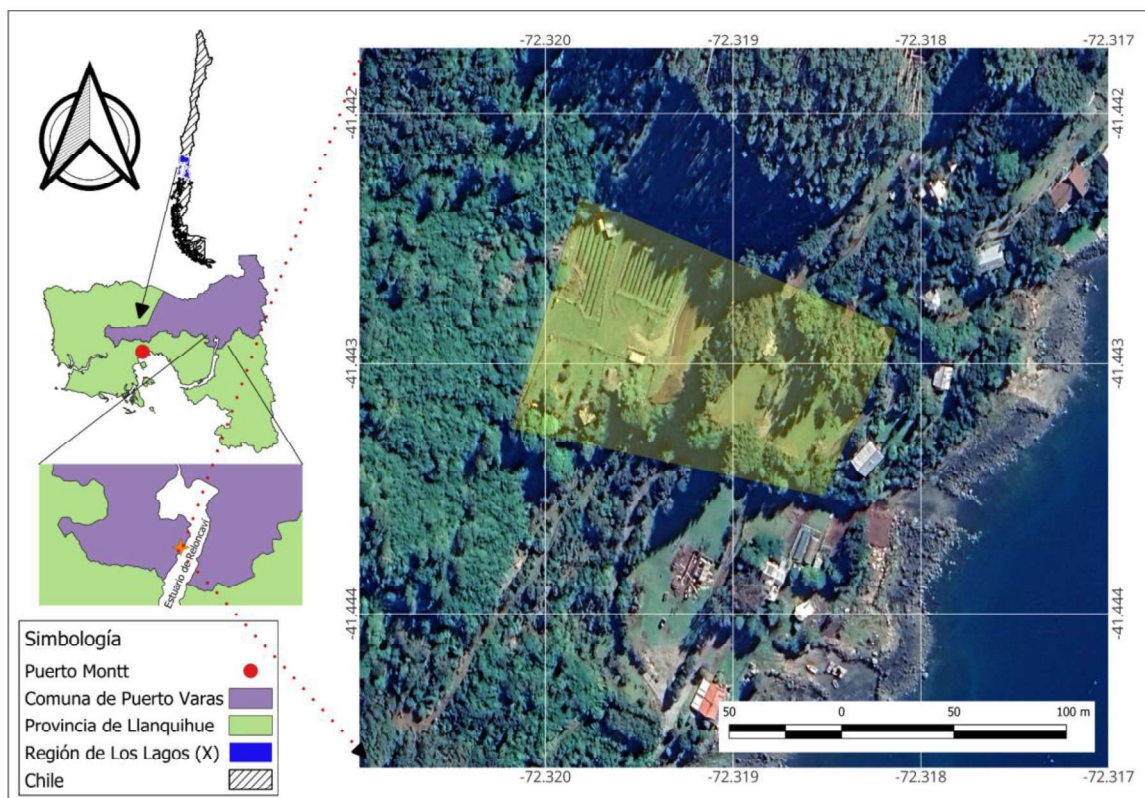 -72.320 -72.319 -72.318 -72.317
-41.442 -41.442
-41.443 -41.443
-41.444 -41.444
Estuario de Reloncaví
Simbología
Puerto Montt
Comuna de Puerto Varas
Provincia de Llanquihue
Región de Los Lagos (X)
Chile
50 0 50 100 m
-72.320 -72.319 -72.318 -72.317